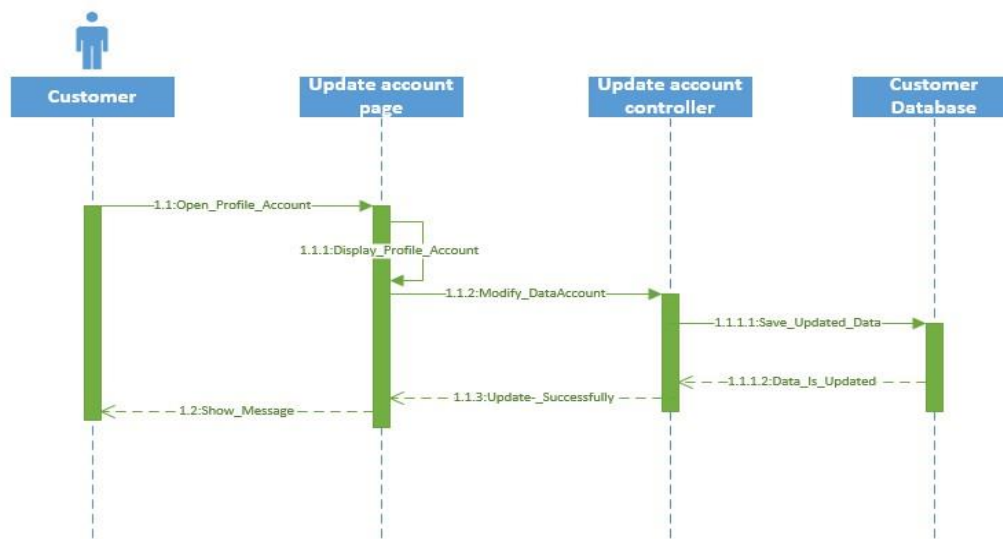 Customer
Update account
page
Update account
controller
Customer
Database
1.1:Open_Profile_Account
1.1.1:Display_Profile_Account
1.1.2:Modify_DataAccount
1.1.1.1:Save_Updated_Data
1.1.1.2:Data_Is_Updated
1.1.3:Update-_Successfully
1.2:Show_Message